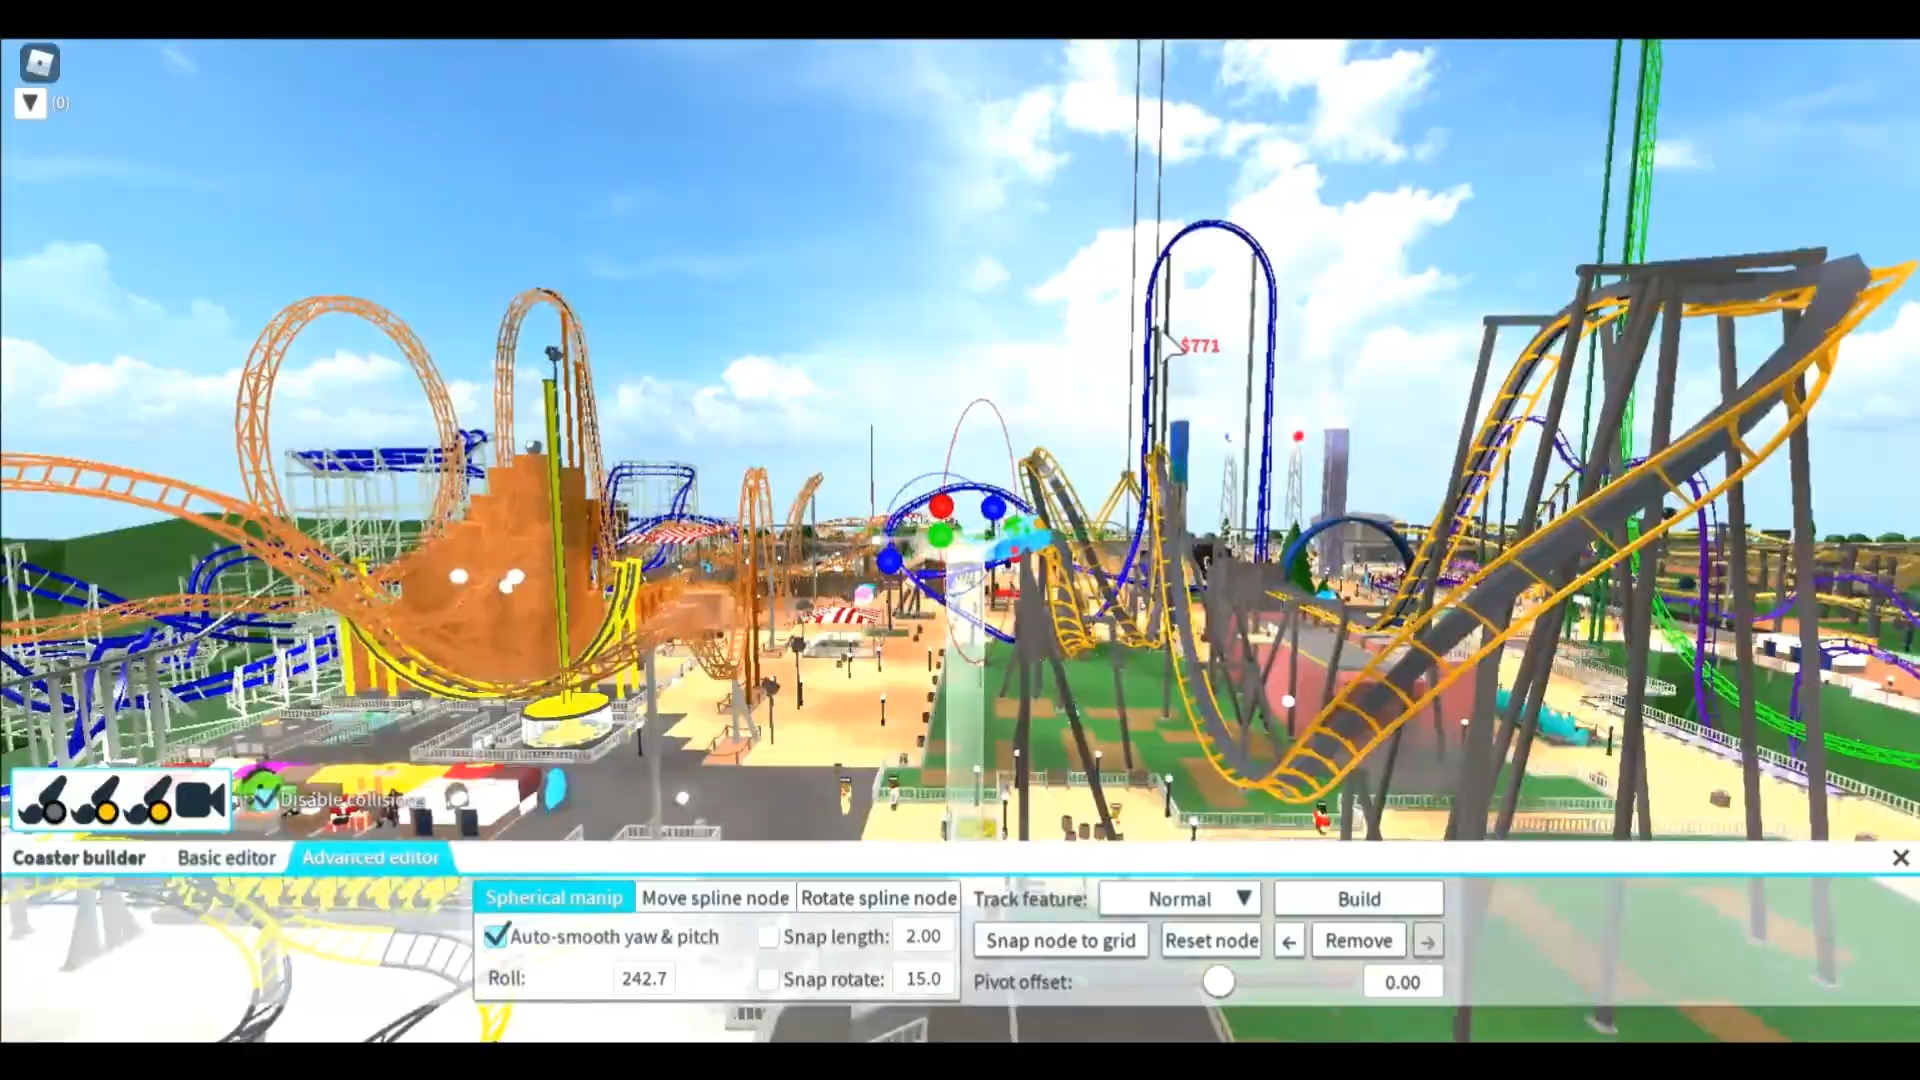 (0)
$771
Disable collisions
Coaster builder Basic editor Advanced editor
Spherical manip Move spline node Rotate spline node Track feature: Normal ▼ Build
Auto-smooth yaw & pitch Snap length: 2.00 Snap node to grid Reset node ← Remove →
Roll: 242.7 Snap rotate: 15.0 Pivot offset: 0.00